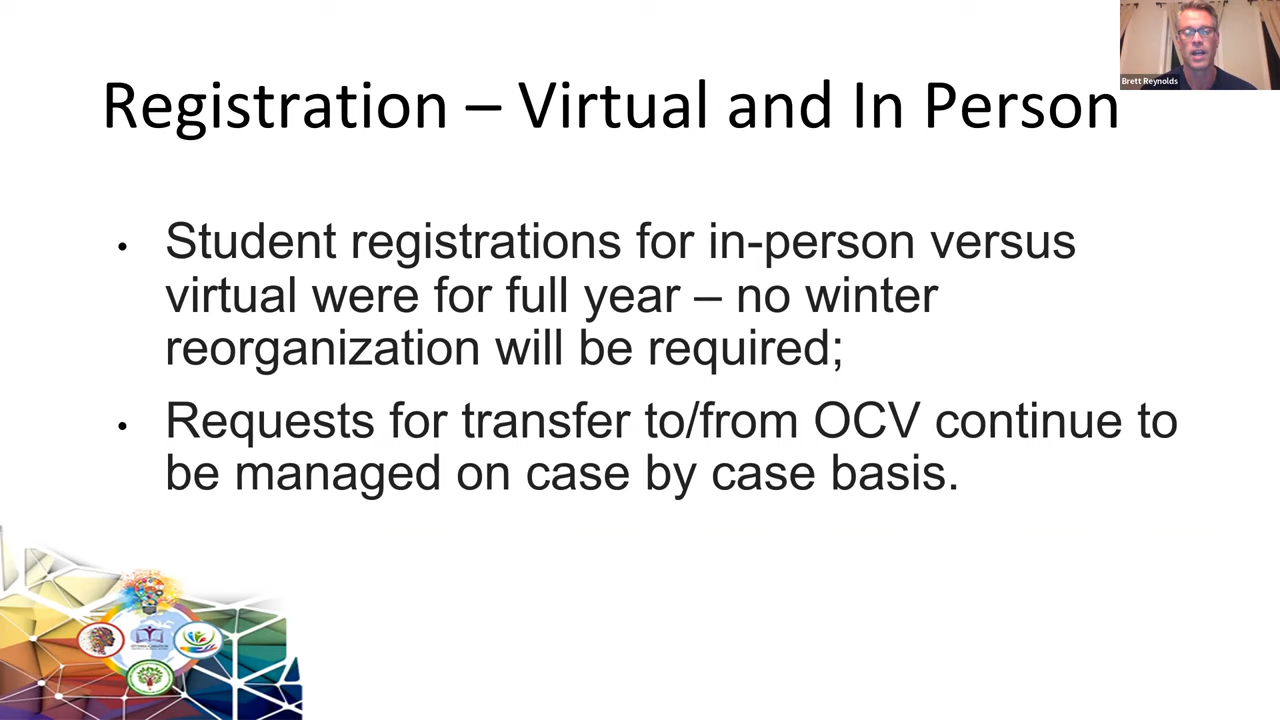 Brett Reynolds
Registration – Virtual and In Person
• Student registrations for in-person versus
virtual were for full year – no winter
reorganization will be required;
• Requests for transfer to/from OCV continue to
be managed on case by case basis.